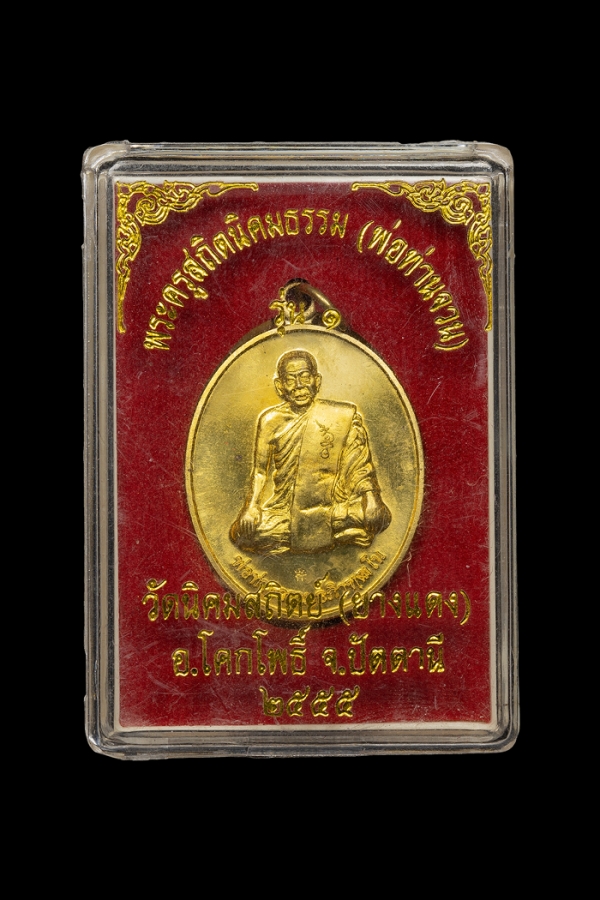 พระครูสถิตนิคมธรรม (พ่อท่านจวน)
รุ่น ๑
วัดนิคมสถิตย์ (ยางแดง)
อ.โคกโพธิ์ จ.ปัตตานี
๒๕๕๕